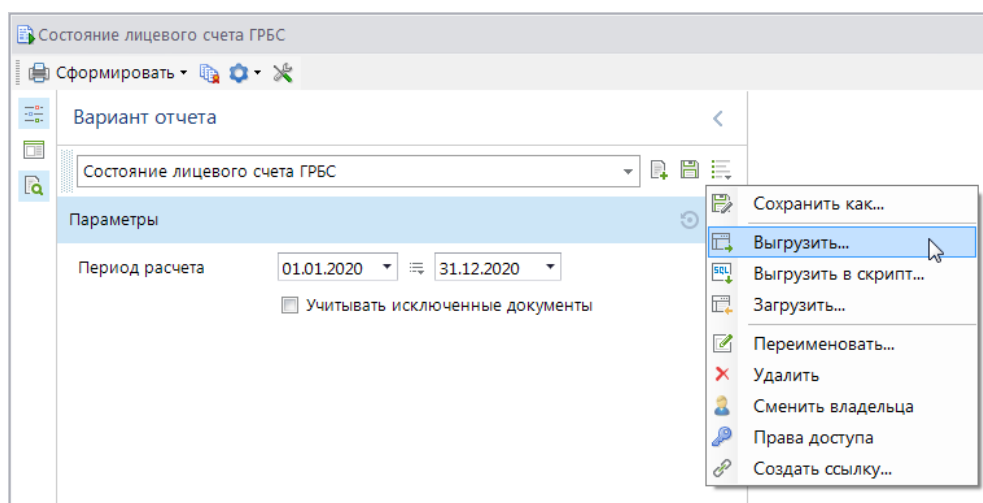 Состояние лицевого счета ГРБС
Сформировать
Вариант отчета
Состояние лицевого счета ГРБС
Параметры
Период расчета 01.01.2020 31.12.2020
Учитывать исключенные документы
Сохранить как...
Выгрузить...
SQL Выгрузить в скрипт...
Загрузить...
Переименовать...
Удалить
Сменить владельца
Права доступа
Создать ссылку...